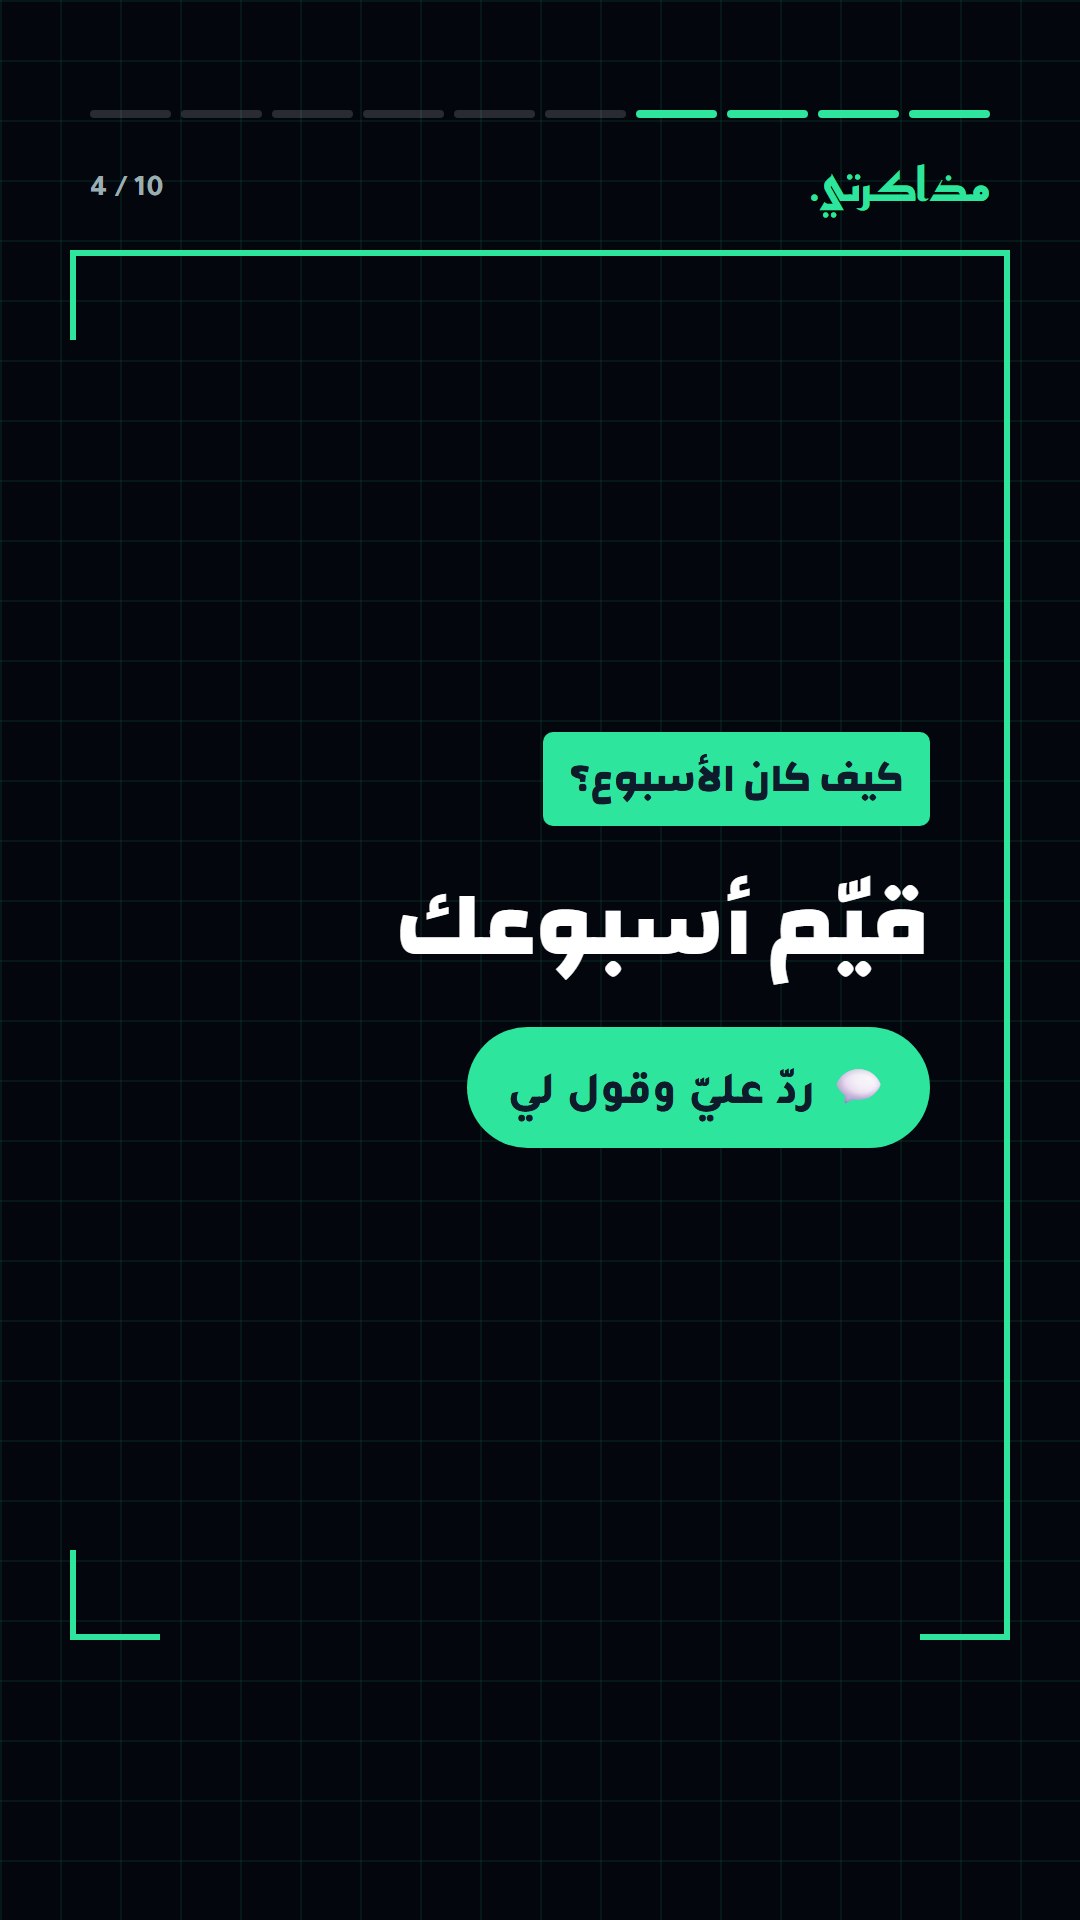 مذاكرتي.
4 / 10
كيف كان الأسبوع؟
قيّم أسبوعك
ردّ عليّ وقول لي